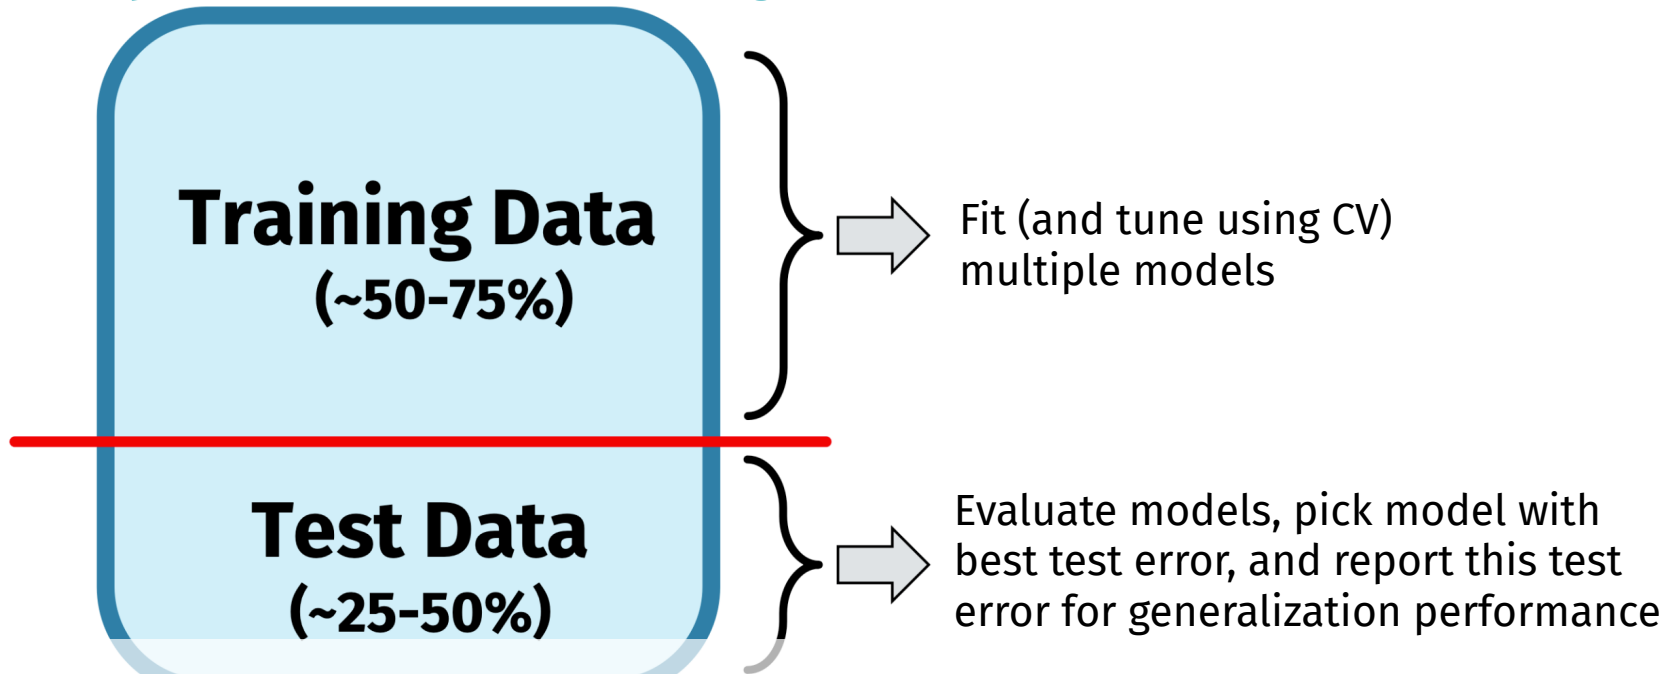 Training Data
(~50-75%)
Fit (and tune using CV)
multiple models
Test Data
(~25-50%)
Evaluate models, pick model with
best test error, and report this test
error for generalization performance